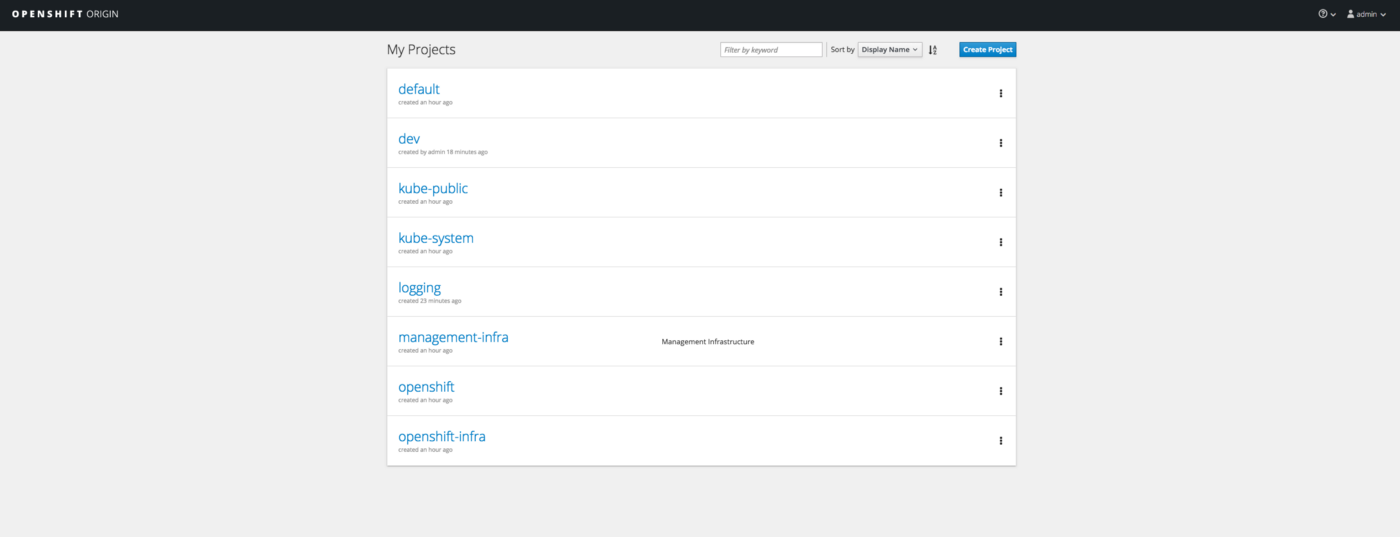 OPENSHIFT ORIGIN
admin
My Projects
Filter by keyword
Sort by
Display Name
Create Project
default
created an hour ago
dev
created by admin 18 minutes ago
kube-public
created an hour ago
kube-system
created an hour ago
logging
created 23 minutes ago
management-infra
Management Infrastructure
created an hour ago
openshift
created an hour ago
openshift-infra
created an hour ago